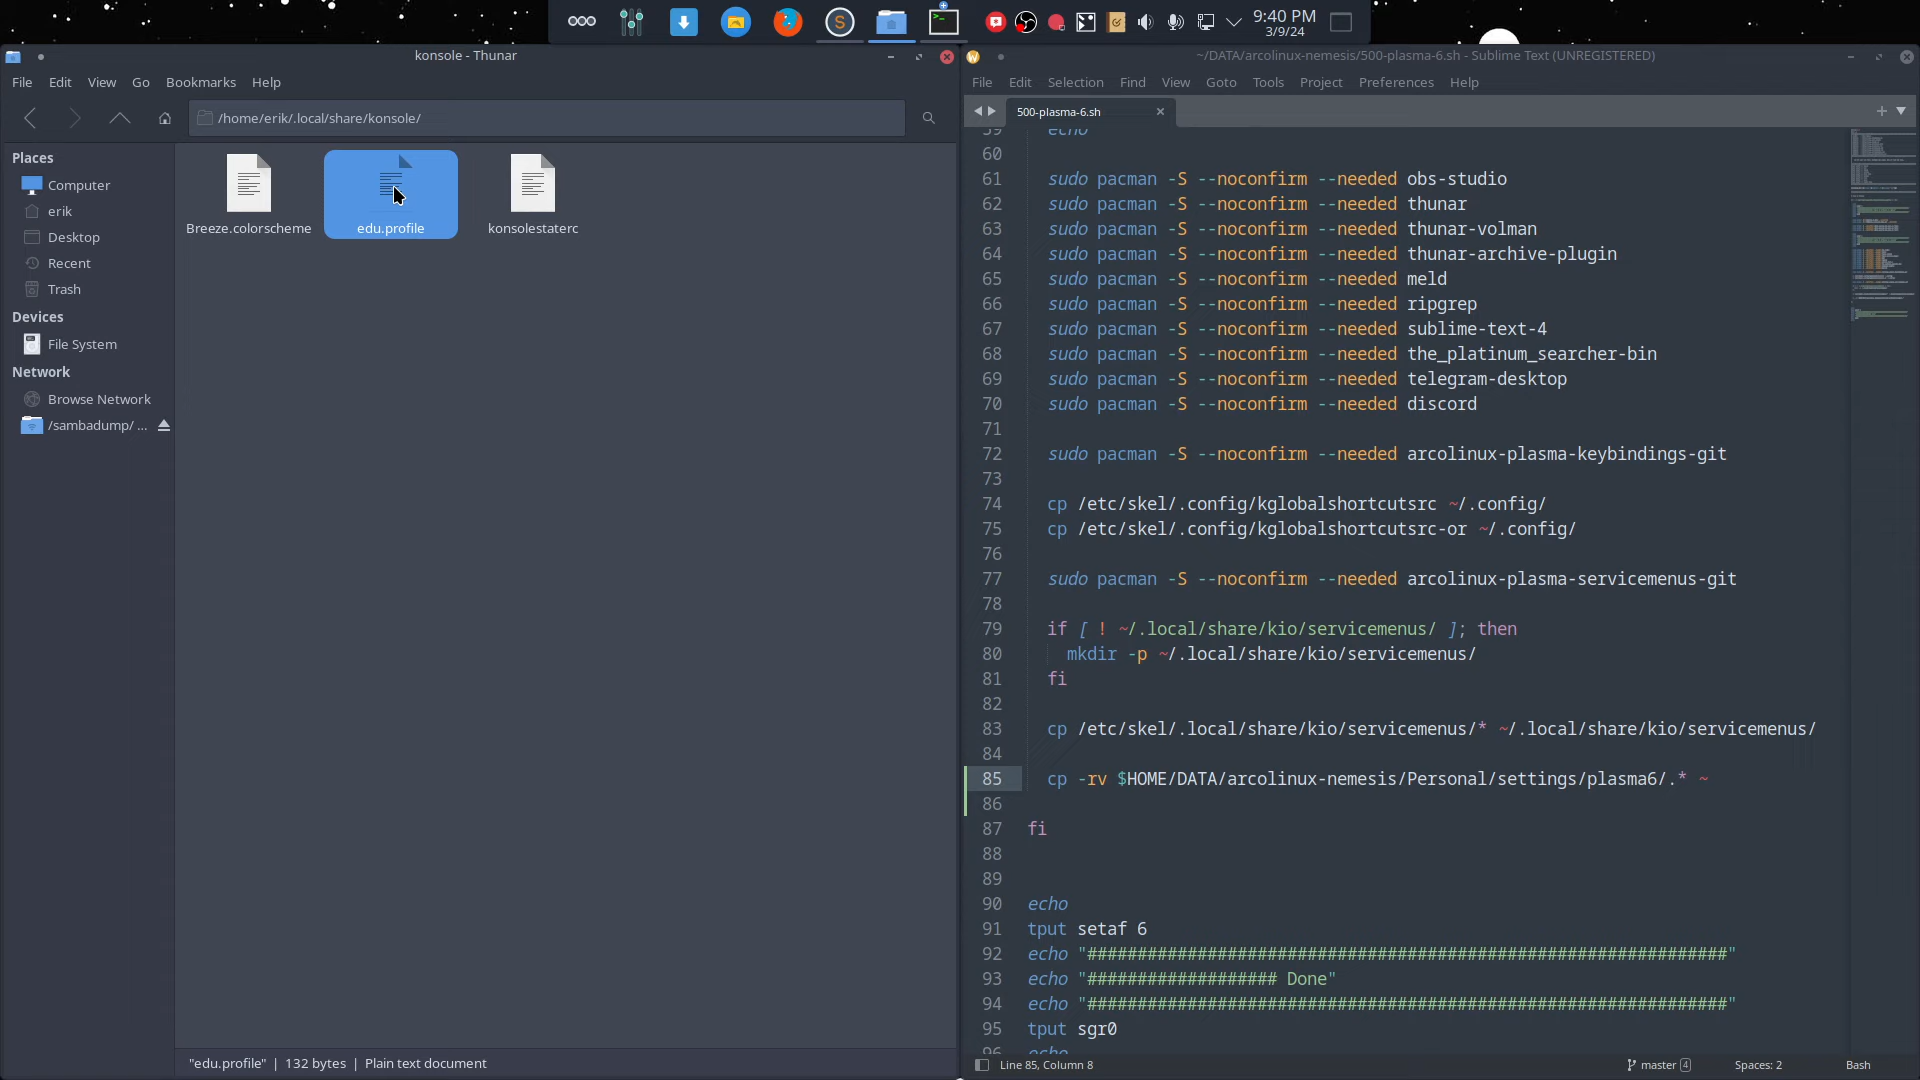 9:40 PM
3/9/24
konsole - Thunar
File Edit View Go Bookmarks Help
/home/erik/.local/share/konsole/
Places
Computer
erik
Desktop
Recent
Trash
Devices
File System
Network
Browse Network
/sambadump/ ...
Breeze.colorscheme
edu.profile
konsolestaterc
"edu.profile" | 132 bytes | Plain text document
~/DATA/arcolinux-nemesis/500-plasma-6.sh - Sublime Text (UNREGISTERED)
File Edit Selection Find View Goto Tools Project Preferences Help
500-plasma-6.sh
59 echo
60
61 sudo pacman -S --noconfirm --needed obs-studio
62 sudo pacman -S --noconfirm --needed thunar
63 sudo pacman -S --noconfirm --needed thunar-volman
64 sudo pacman -S --noconfirm --needed thunar-archive-plugin
65 sudo pacman -S --noconfirm --needed meld
66 sudo pacman -S --noconfirm --needed ripgrep
67 sudo pacman -S --noconfirm --needed sublime-text-4
68 sudo pacman -S --noconfirm --needed the_platinum_searcher-bin
69 sudo pacman -S --noconfirm --needed telegram-desktop
70 sudo pacman -S --noconfirm --needed discord
71
72 sudo pacman -S --noconfirm --needed arcolinux-plasma-keybindings-git
73
74 cp /etc/skel/.config/kglobalshortcutsrc ~/.config/
75 cp /etc/skel/.config/kglobalshortcutsrc-or ~/.config/
76
77 sudo pacman -S --noconfirm --needed arcolinux-plasma-servicemenus-git
78
79 if [ ! ~/.local/share/kio/servicemenus/ ]; then
80 mkdir -p ~/.local/share/kio/servicemenus/
81 fi
82
83 cp /etc/skel/.local/share/kio/servicemenus/* ~/.local/share/kio/servicemenus/
84
85 cp -rv $HOME/DATA/arcolinux-nemesis/Personal/settings/plasma6/.* ~
86
87 fi
88
89
90 echo
91 tput setaf 6
92 echo "################################################################"
93 echo "################### Done"
94 echo "################################################################"
95 tput sgr0
96 echo
Line 85, Column 8
master 4
Spaces: 2
Bash